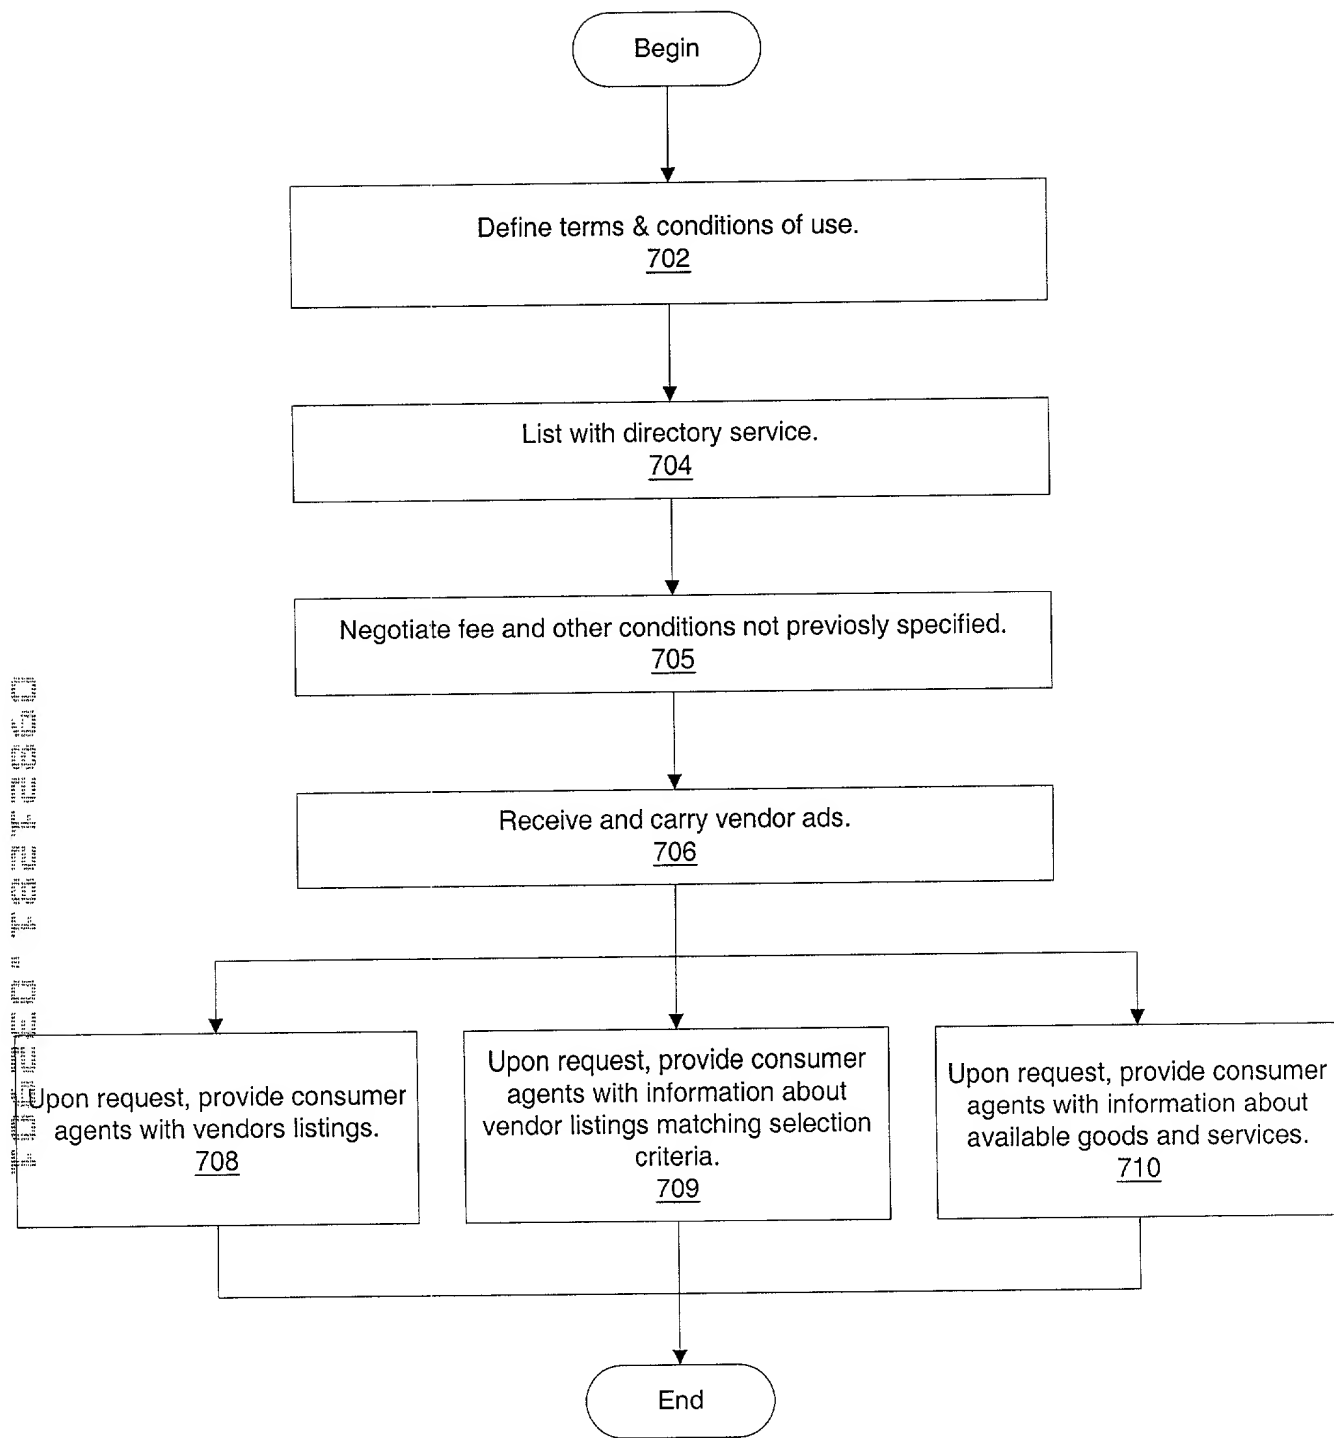 Begin
Define terms & conditions of use.
702
List with directory service.
704
Negotiate fee and other conditions not previosly specified.
705
Receive and carry vendor ads.
706
Upon request, provide consumer
agents with vendors listings.
708
Upon request, provide consumer
agents with information about
vendor listings matching selection
criteria.
709
Upon request, provide consumer
agents with information about
available goods and services.
710
End